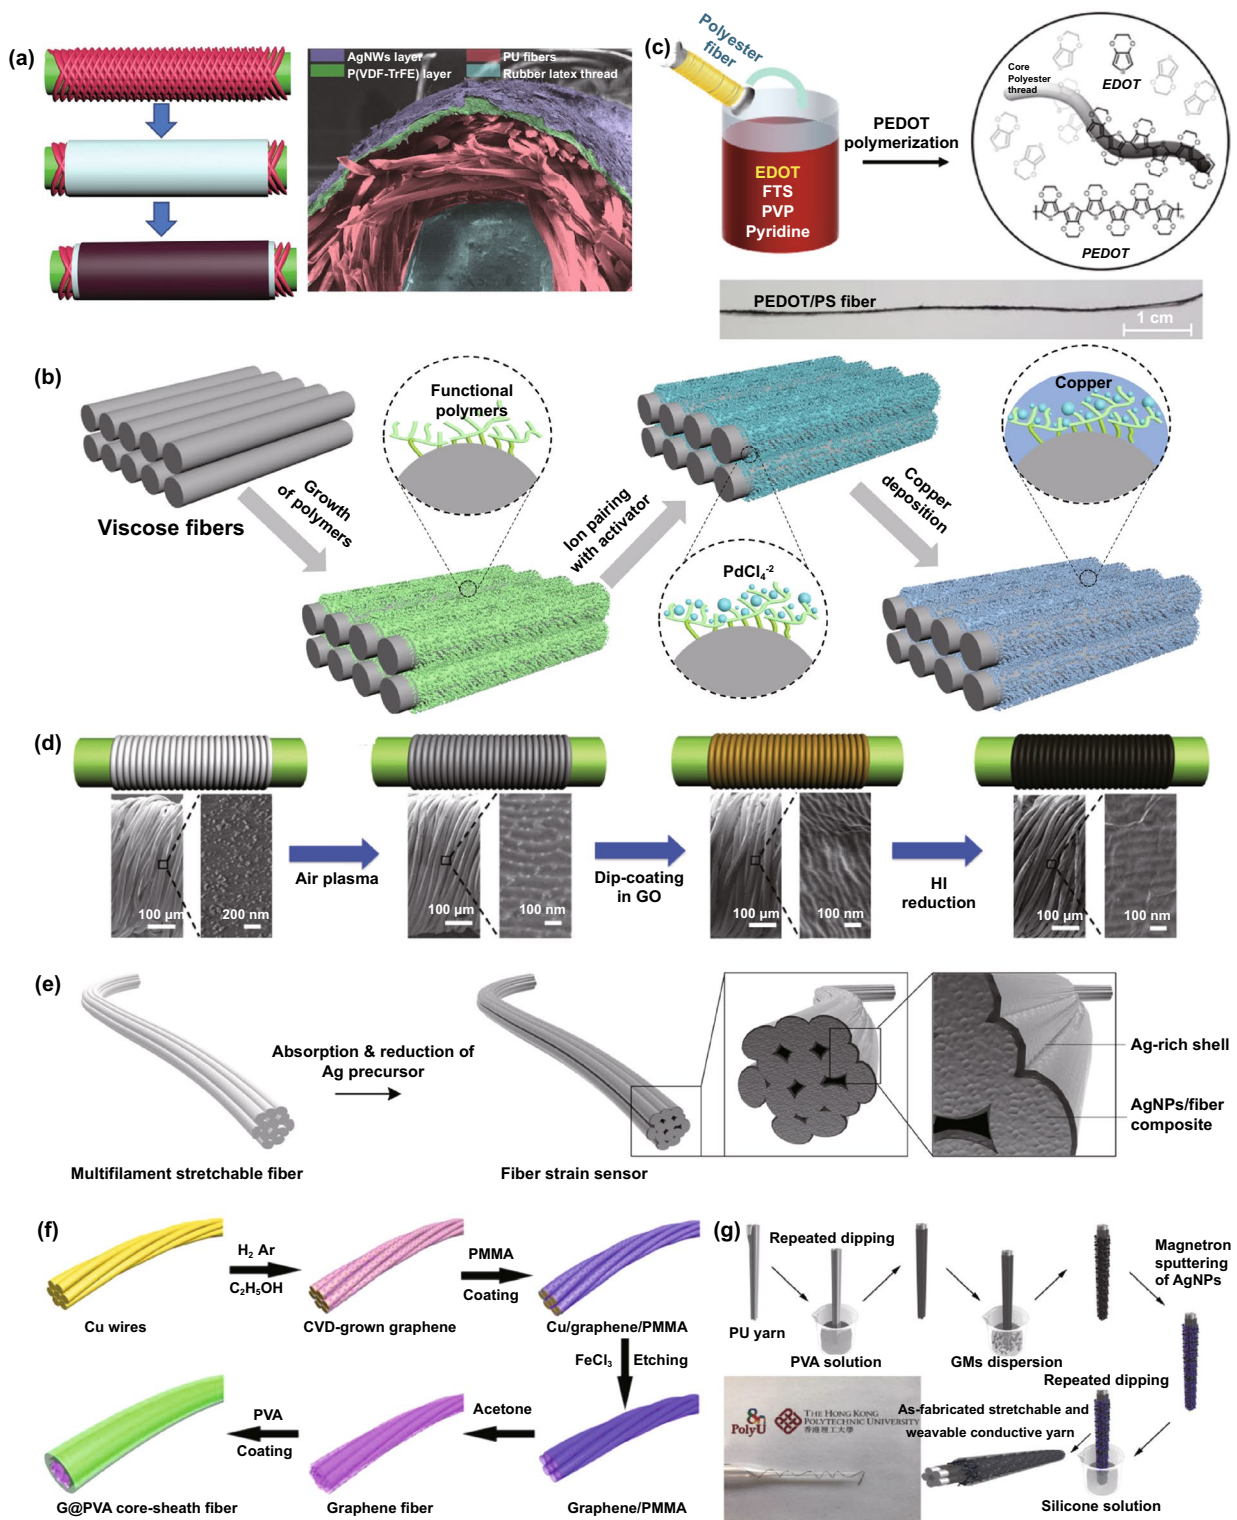 (a)
AgNWs layer
PU fibers
P(VDF-TrFE) layer
Rubber latex thread
(c)
Polyester
fiber
EDOT
FTS
PVP
Pyridine
PEDOT
polymerization
Core
Polyester
thread
EDOT
n
PEDOT
PEDOT/PS fiber
1 cm
(b)
Viscose fibers
Growth
of polymers
Functional
polymers
Ion pairing
with activator
PdCl₄⁻²
Copper
deposition
Copper
(d)
100 µm
200 nm
Air plasma
100 µm
100 nm
Dip-coating
in GO
100 µm
100 nm
HI
reduction
100 µm
100 nm
(e)
Multifilament stretchable fiber
Absorption & reduction of
Ag precursor
Fiber strain sensor
Ag-rich shell
AgNPs/fiber
composite
(f)
Cu wires
H₂ Ar
C₂H₅OH
CVD-grown graphene
PMMA
Coating
Cu/graphene/PMMA
FeCl₃ Etching
Graphene/PMMA
Acetone
Graphene fiber
PVA
Coating
G@PVA core-sheath fiber
(g)
PU yarn
Repeated dipping
PVA solution
GMs dispersion
Magnetron
sputtering
of AgNPs
Repeated dipping
Silicone solution
As-fabricated stretchable and
weavable conductive yarn
PolyU
THE HONG KONG
POLYTECHNIC UNIVERSITY
香港理工大學